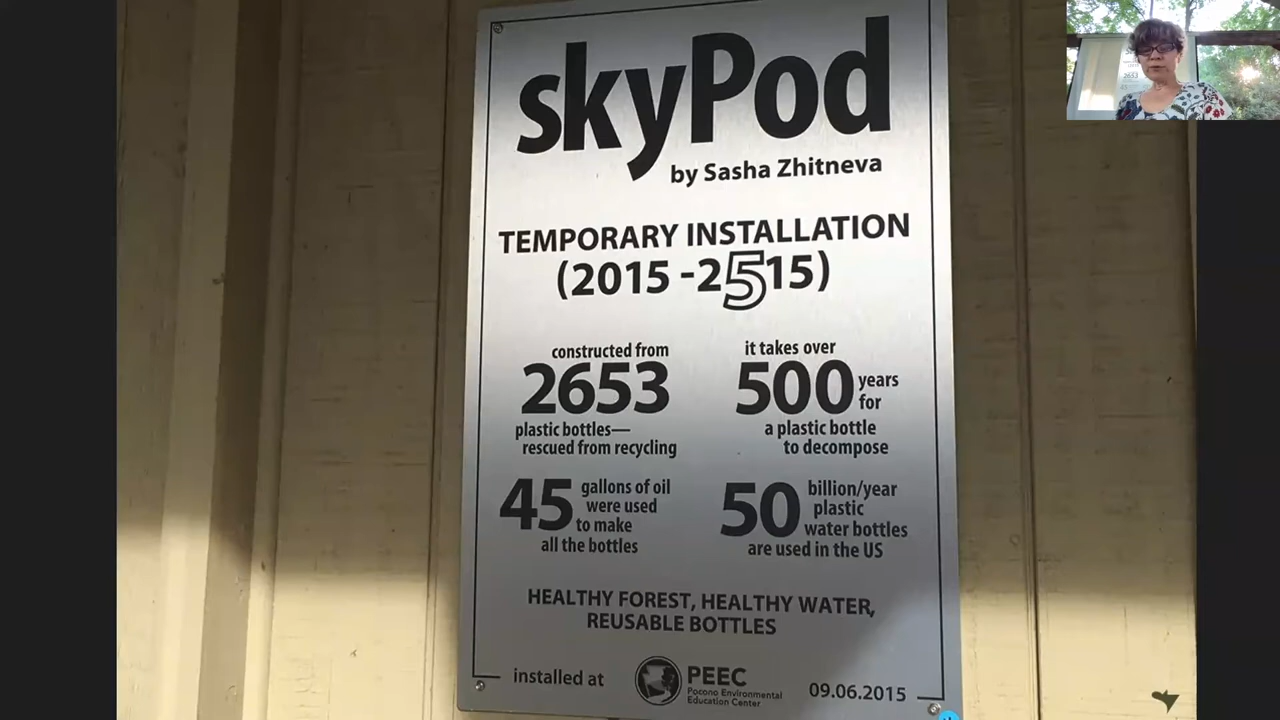 skyPod
by Sasha Zhitneva
TEMPORARY INSTALLATION
(2015 -2515)
constructed from
2653
plastic bottles—
rescued from recycling
it takes over
500 years
for
a plastic bottle
to decompose
45 gallons of oil
were used
to make
all the bottles
50 billion/year
plastic
water bottles
are used in the US
HEALTHY FOREST, HEALTHY WATER,
REUSABLE BOTTLES
installed at
PEEC
Pocono Environmental
Education Center
09.06.2015
2653